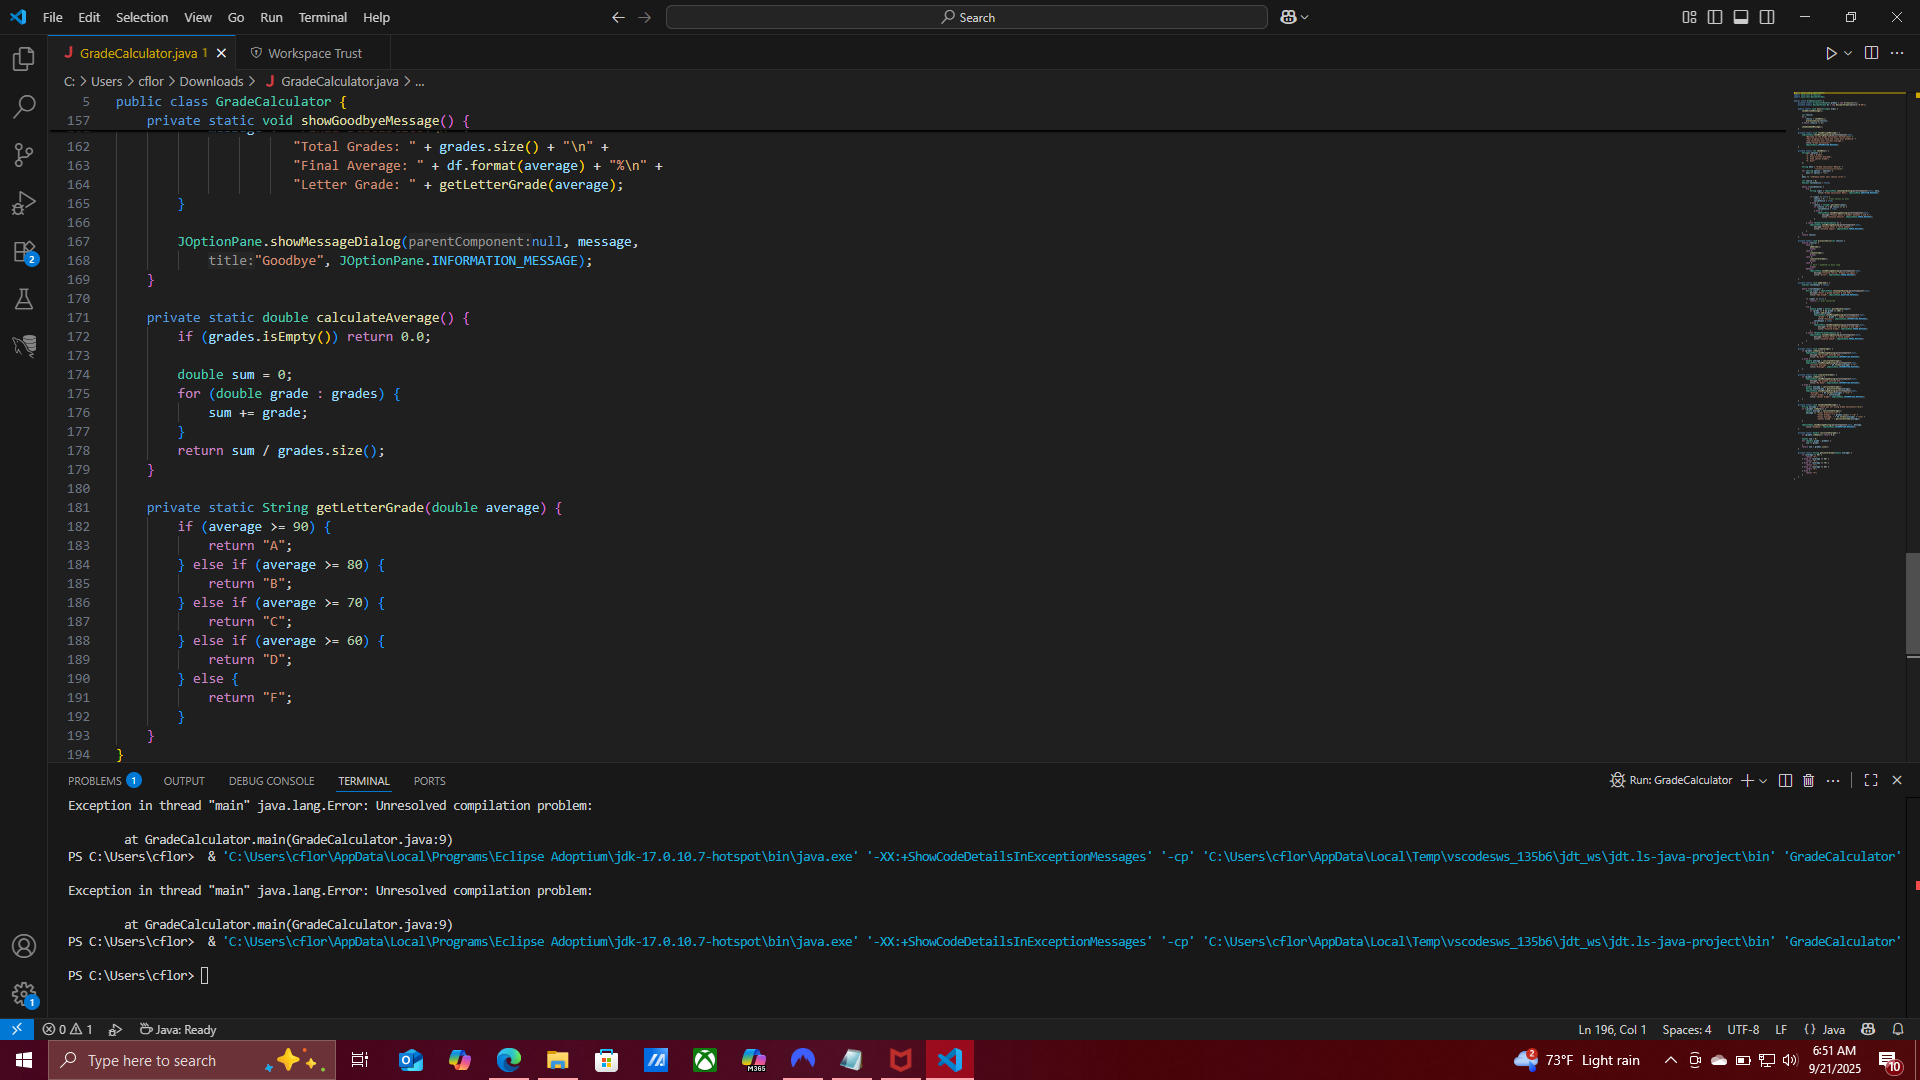 File Edit Selection View Go Run Terminal Help
Search
GradeCalculator.java 1
Workspace Trust
C: > Users > cflor > Downloads > GradeCalculator.java > ...
5 public class GradeCalculator {
157 private static void showGoodbyeMessage() {
162 "Total Grades: " + grades.size() + "\n" +
163 "Final Average: " + df.format(average) + "%\n" +
164 "Letter Grade: " + getLetterGrade(average);
165 }
166
167 JOptionPane.showMessageDialog(parentComponent:null, message,
168 title:"Goodbye", JOptionPane.INFORMATION_MESSAGE);
169 }
170
171 private static double calculateAverage() {
172 if (grades.isEmpty()) return 0.0;
173
174 double sum = 0;
175 for (double grade : grades) {
176 sum += grade;
177 }
178 return sum / grades.size();
179 }
180
181 private static String getLetterGrade(double average) {
182 if (average >= 90) {
183 return "A";
184 } else if (average >= 80) {
185 return "B";
186 } else if (average >= 70) {
187 return "C";
188 } else if (average >= 60) {
189 return "D";
190 } else {
191 return "F";
192 }
193 }
194 }
PROBLEMS 1 OUTPUT DEBUG CONSOLE TERMINAL PORTS
Run: GradeCalculator
Exception in thread "main" java.lang.Error: Unresolved compilation problem:
at GradeCalculator.main(GradeCalculator.java:9)
PS C:\Users\cflor> & 'C:\Users\cflor\AppData\Local\Programs\Eclipse Adoptium\jdk-17.0.10.7-hotspot\bin\java.exe' '-XX:+ShowCodeDetailsInExceptionMessages' '-cp' 'C:\Users\cflor\AppData\Local\Temp\vscodesws_135b6\jdt_ws\jdt.ls-java-project\bin' 'GradeCalculator'
Exception in thread "main" java.lang.Error: Unresolved compilation problem:
at GradeCalculator.main(GradeCalculator.java:9)
PS C:\Users\cflor> & 'C:\Users\cflor\AppData\Local\Programs\Eclipse Adoptium\jdk-17.0.10.7-hotspot\bin\java.exe' '-XX:+ShowCodeDetailsInExceptionMessages' '-cp' 'C:\Users\cflor\AppData\Local\Temp\vscodesws_135b6\jdt_ws\jdt.ls-java-project\bin' 'GradeCalculator'
PS C:\Users\cflor>
2
1
0 1 Java: Ready
Ln 196, Col 1 Spaces: 4 UTF-8 LF {} Java
Type here to search
M365
2 73°F Light rain
6:51 AM
9/21/2025
10